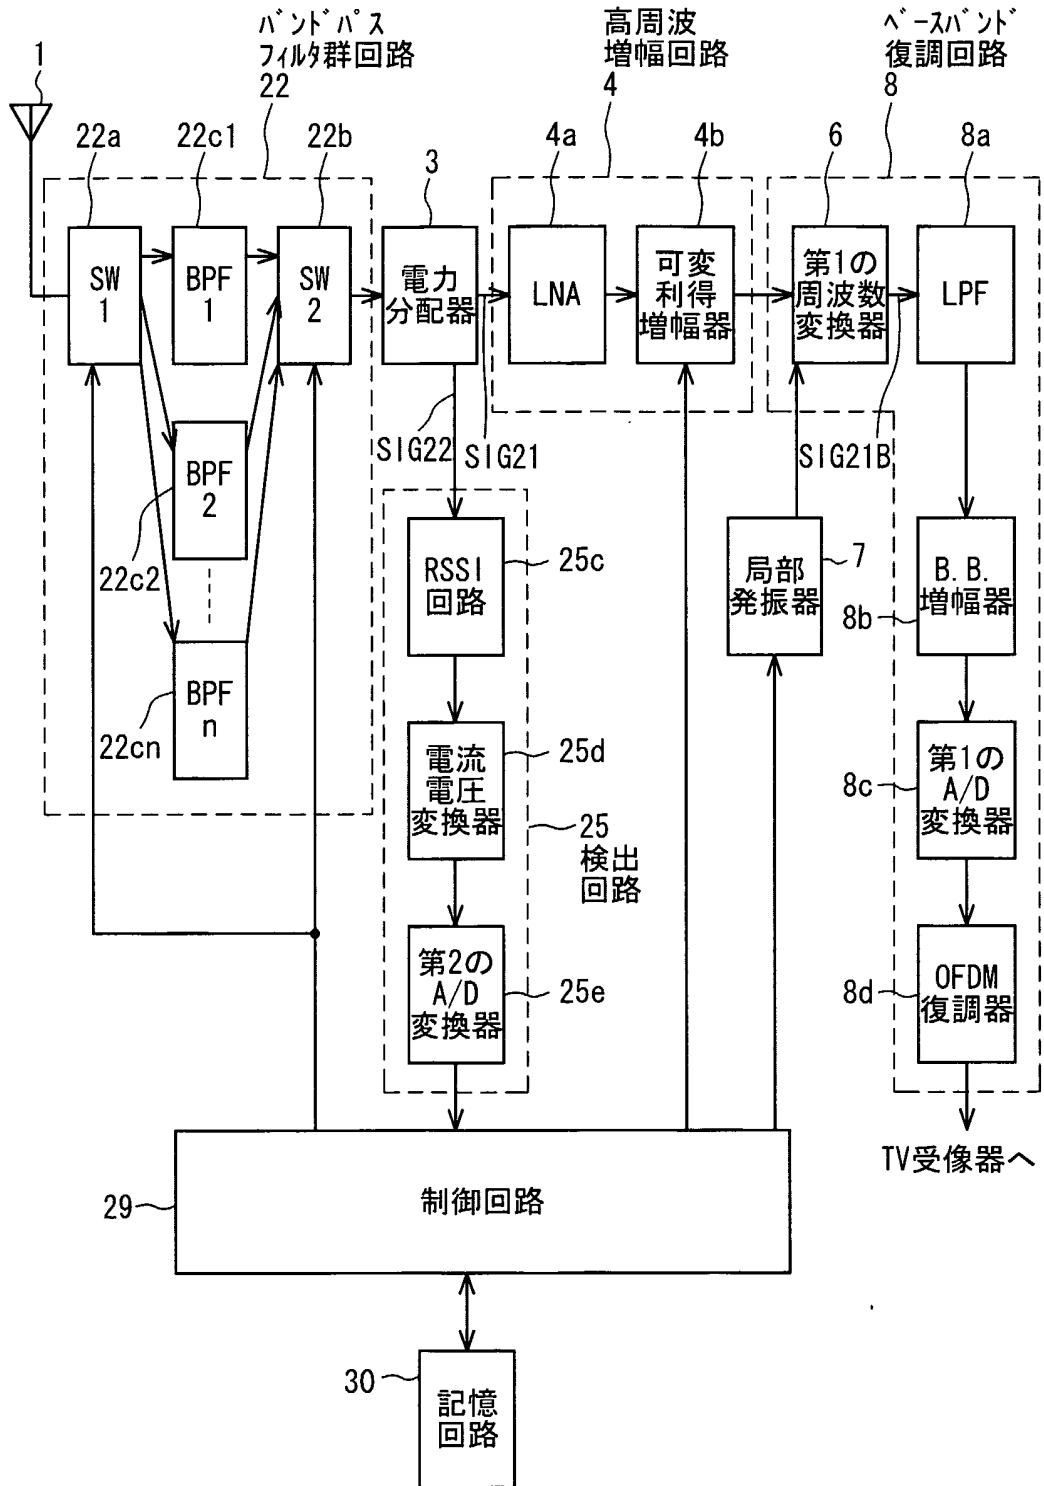 バンドパス
フィルタ群回路
22
高周波
増幅回路
4
ベースバンド
復調回路
8
1
22a
22c1
22b
3
4a
4b
6
8a
SW
1
BPF
1
SW
2
電力
分配器
LNA
可変
利得
増幅器
第1の
周波数
変換器
LPF
SIG22
SIG21
SIG21B
BPF
2
22c2
BPF
n
22cn
RSSI
回路
25c
局部
発振器
7
B.B.
増幅器
8b
電流
電圧
変換器
25d
25
検出
回路
第1の
A/D
変換器
8c
第2の
A/D
変換器
25e
OFDM
復調器
8d
TV受像器へ
制御回路
29
記憶
回路
30